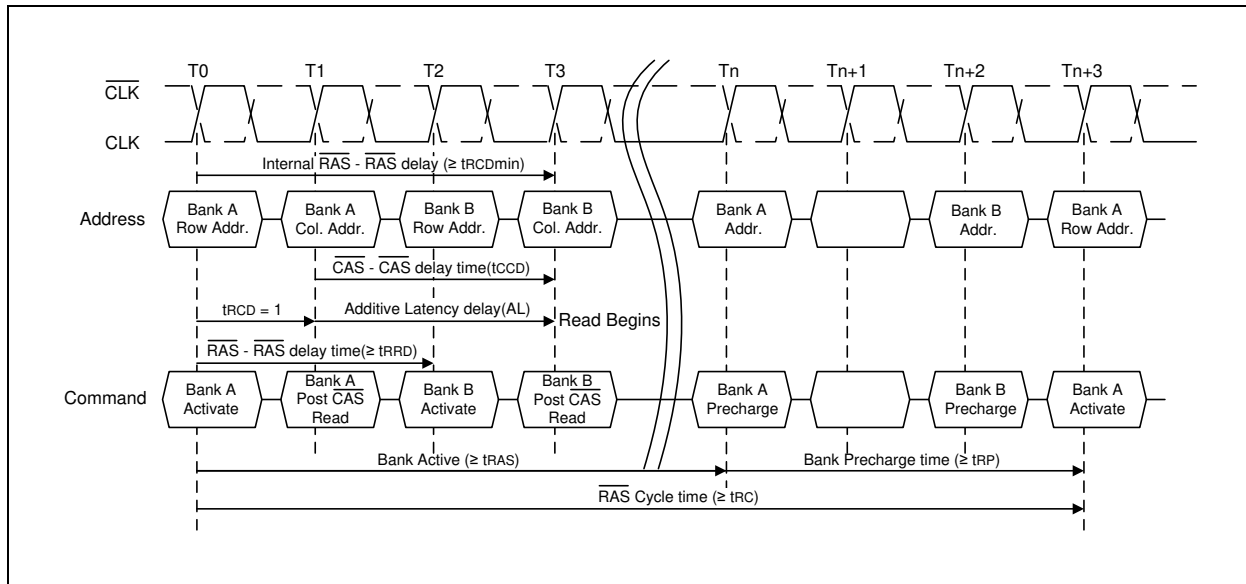 T0 T1 T2 T3 Tn Tn+1 Tn+2 Tn+3
CLK
CLK
Internal RAS - RAS delay (≥ tRCDmin)
Address
Bank A
Row Addr.
Bank A
Col. Addr.
Bank B
Row Addr.
Bank B
Col. Addr.
Bank A
Addr.
Bank B
Addr.
Bank A
Row Addr.
CAS - CAS delay time(tCCD)
tRCD = 1
Additive Latency delay(AL)
Read Begins
RAS - RAS delay time(≥ tRRD)
Command
Bank A
Activate
Bank A
Post CAS
Read
Bank B
Activate
Bank B
Post CAS
Read
Bank A
Precharge
Bank B
Precharge
Bank A
Activate
Bank Active (≥ tRAS)
Bank Precharge time (≥ tRP)
RAS Cycle time (≥ tRC)